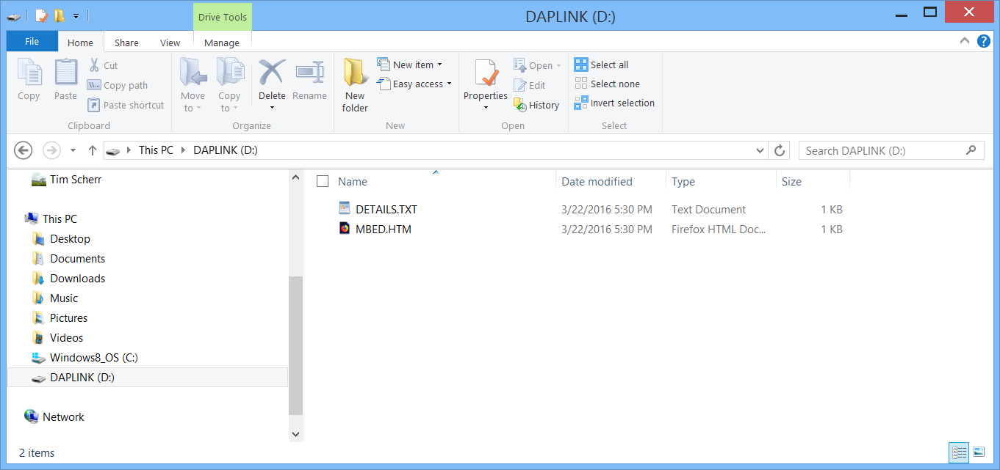 Drive Tools
DAPLINK (D:)
File Home Share View Manage
Copy
Paste
Cut
Copy path
Paste shortcut
Clipboard
Move to
Copy to
Delete
Rename
Organize
New folder
New item
Easy access
New
Properties
Open
Edit
History
Open
Select all
Select none
Invert selection
Select
This PC DAPLINK (D:)
Search DAPLINK (D:)
Tim Scherr
This PC
Desktop
Documents
Downloads
Music
Pictures
Videos
Windows8_OS (C:)
DAPLINK (D:)
Network
Name Date modified Type Size
DETAILS.TXT 3/22/2016 5:30 PM Text Document 1 KB
MBED.HTM 3/22/2016 5:30 PM Firefox HTML Doc... 1 KB
2 items